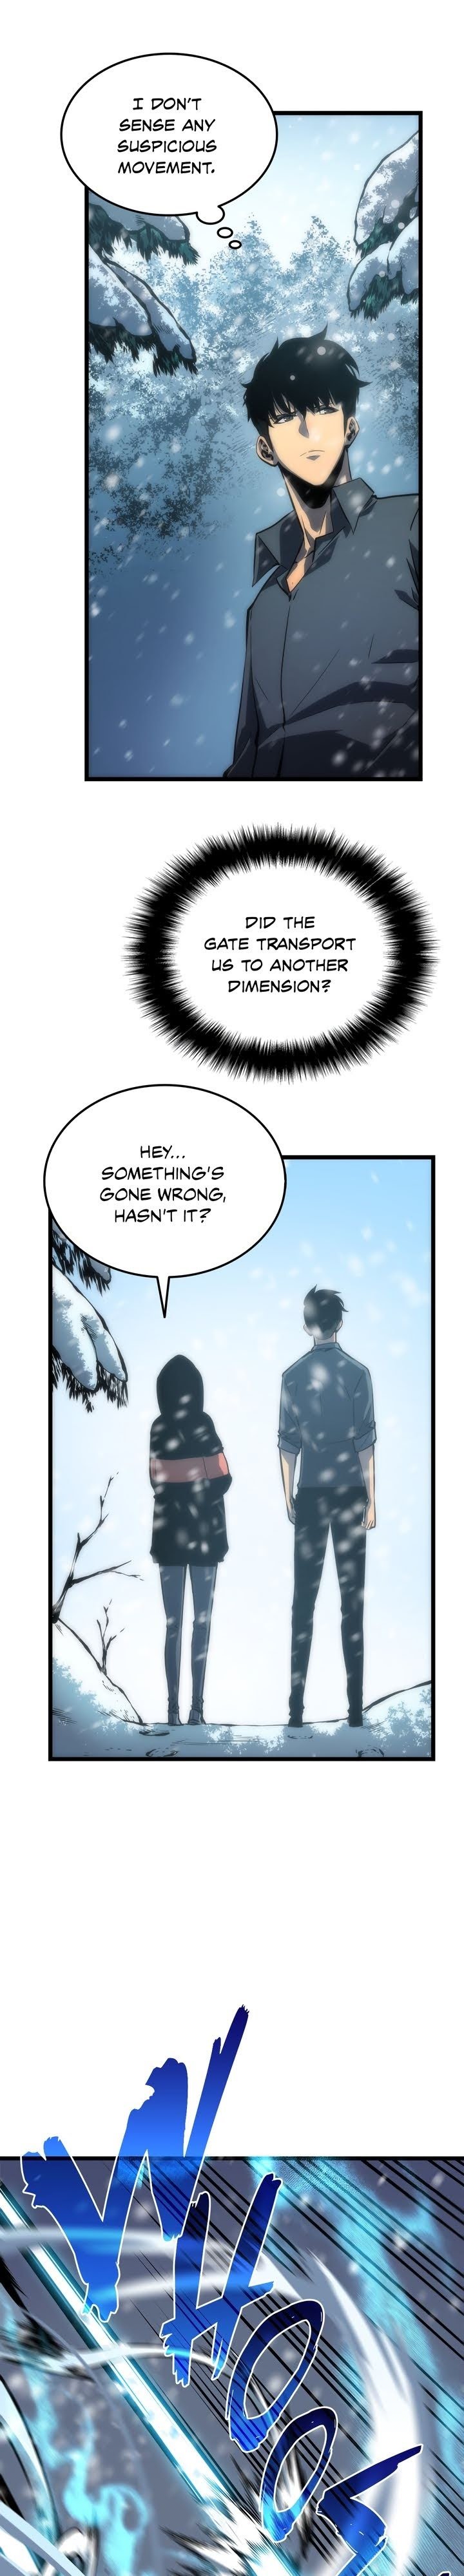 I DON'T
SENSE ANY
SUSPICIOUS
MOVEMENT.
DID THE
GATE TRANSPORT
US TO ANOTHER
DIMENSION?
HEY...
SOMETHING'S
GONE WRONG,
HASN'T IT?
WHOOSH